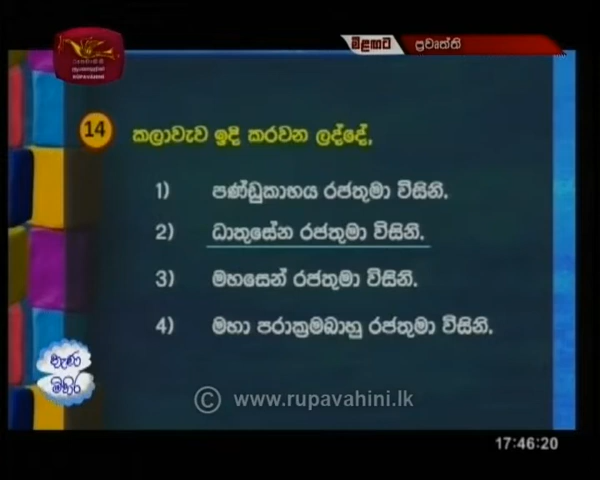 මීළඟට ප්‍රවෘත්ති
RUPAVAHINI
14 කලාවැව ඉදි කරවන ලද්දේ,
1) පණ්ඩුකාභය රජතුමා විසිනි.
2) ධාතුසේන රජතුමා විසිනි.
3) මහසෙන් රජතුමා විසිනි.
4) මහා පරාක්‍රමබාහු රජතුමා විසිනි.
නැණ
මිහිර
© www.rupavahini.lk
17:46:20